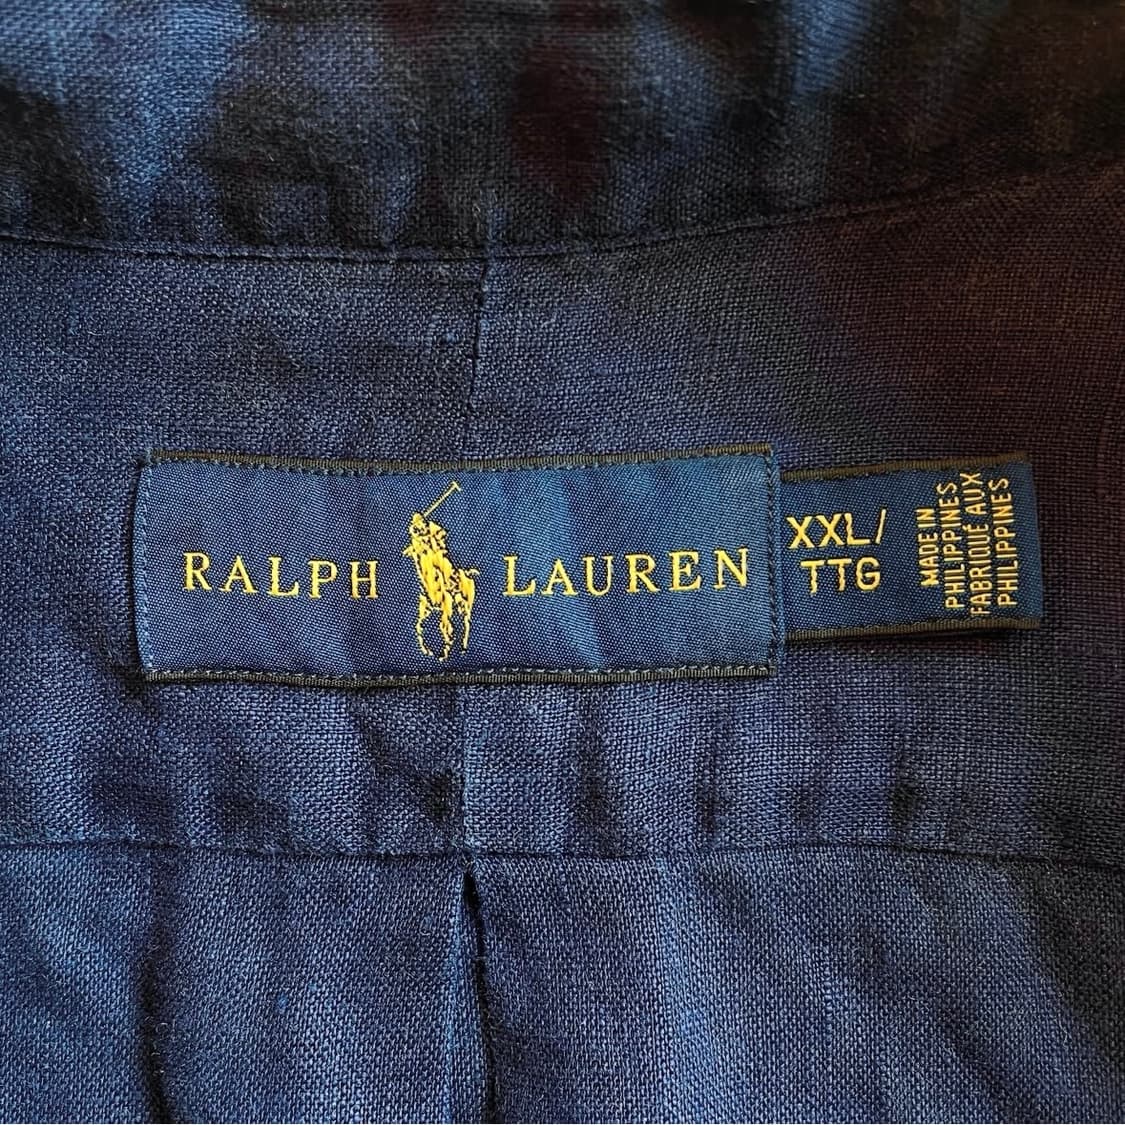 RALPH LAUREN
XXL/
TTG
MADE IN
PHILIPPINES
FABRIQUÉ AUX
PHILIPPINES